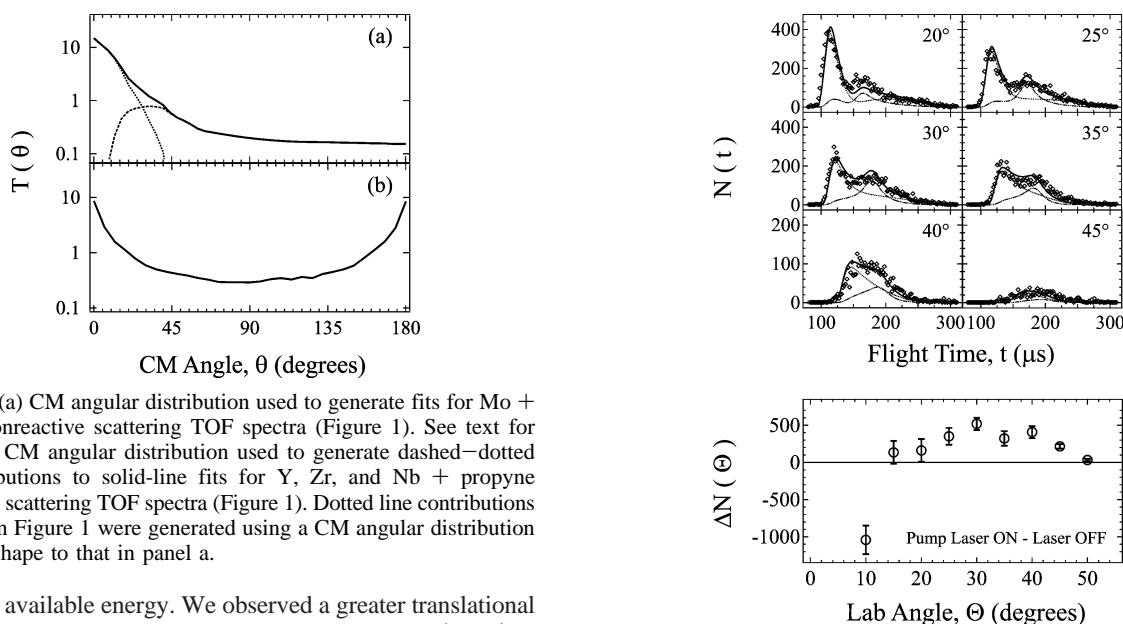 (a)
10
1
0.1
T ( θ )
(b)
10
1
0.1
0
45
90
135
180
CM Angle, θ (degrees)
(a) CM angular distribution used to generate fits for Mo +
onreactive scattering TOF spectra (Figure 1). See text for
CM angular distribution used to generate dashed−dotted
butions to solid-line fits for Y, Zr, and Nb + propyne
scattering TOF spectra (Figure 1). Dotted line contributions
n Figure 1 were generated using a CM angular distribution
hape to that in panel a.
available energy. We observed a greater translational
400
200
0
20°
25°
400
200
0
30°
35°
N ( t )
200
100
0
40°
45°
100
200
300
100
200
300
Flight Time, t (μs)
500
0
-500
-1000
ΔN ( Θ )
Pump Laser ON - Laser OFF
0
10
20
30
40
50
Lab Angle, Θ (degrees)